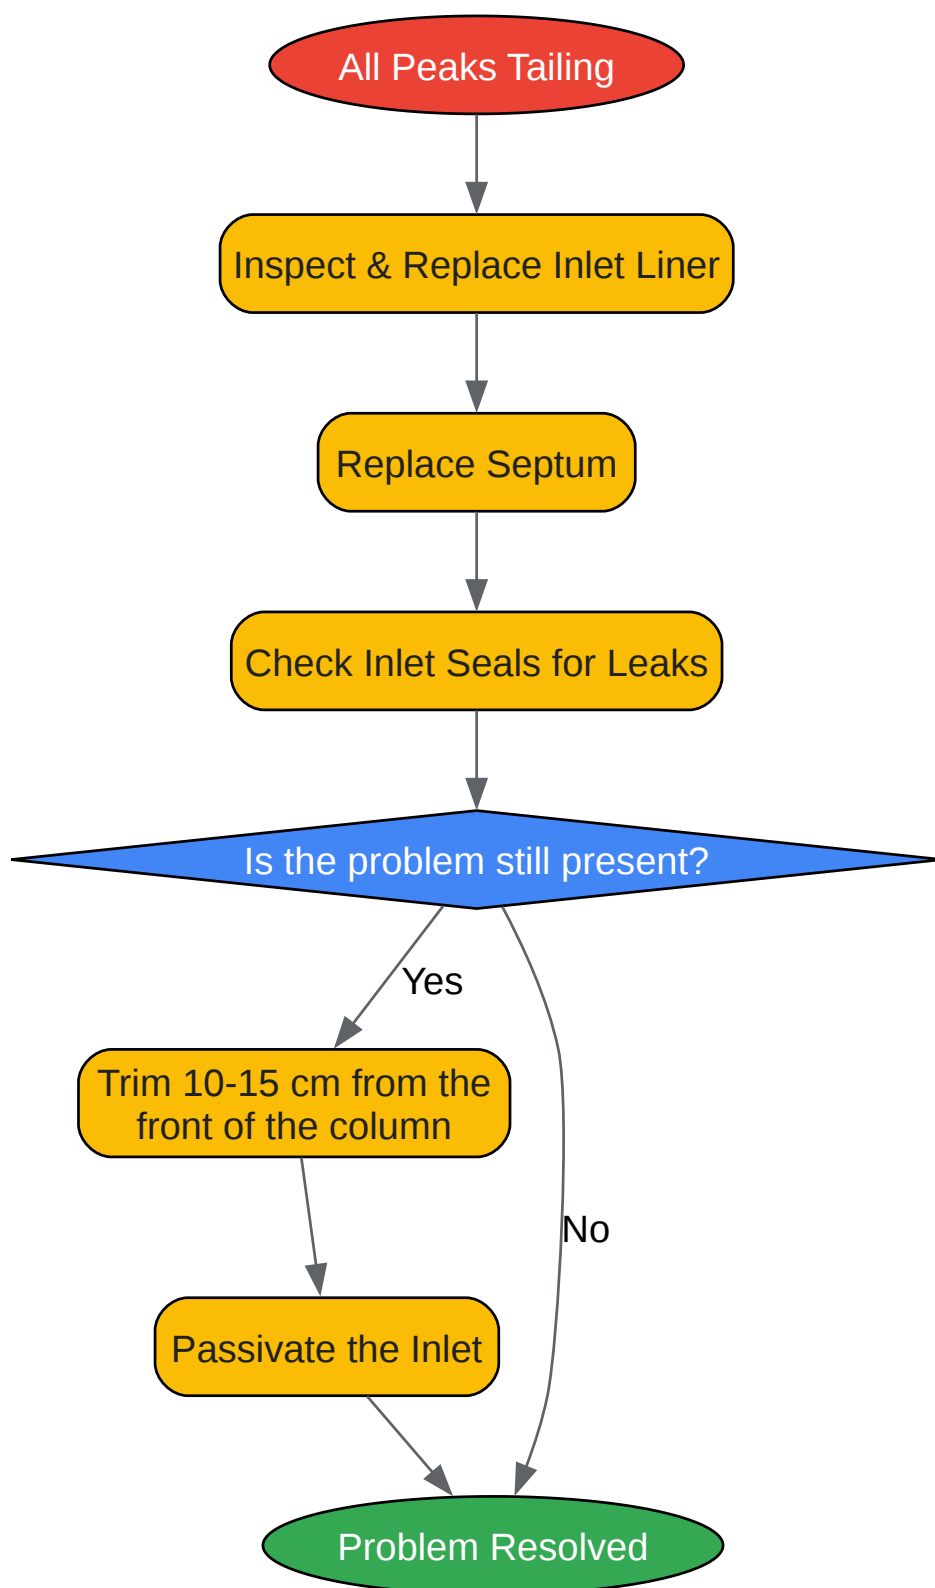 All Peaks Tailing
Inspect & Replace Inlet Liner
Replace Septum
Check Inlet Seals for Leaks
Is the problem still present?
Yes
Trim 10-15 cm from the
front of the column
No
Passivate the Inlet
Problem Resolved